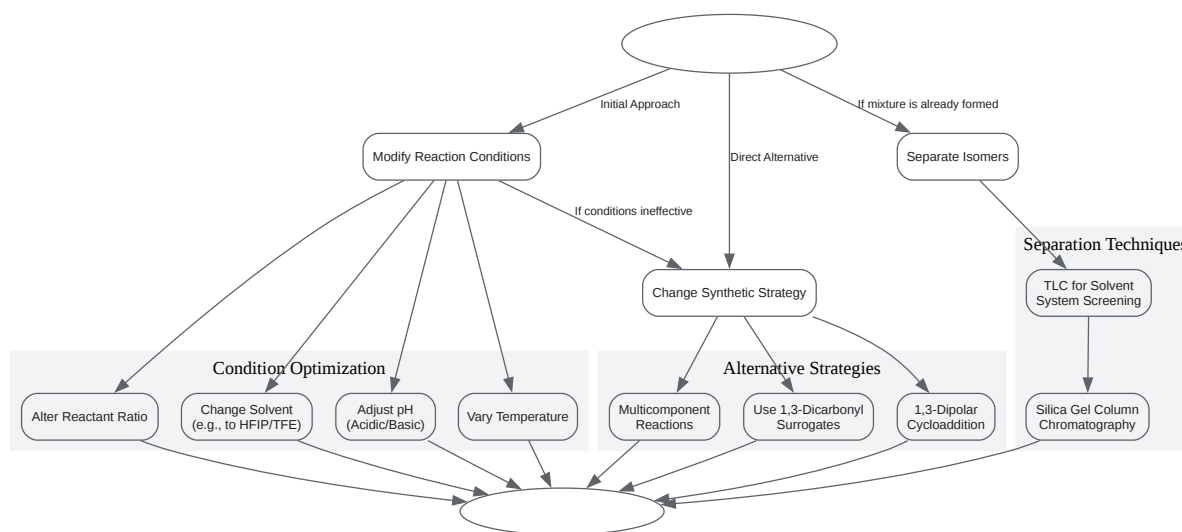 Initial Approach
If mixture is already formed
Modify Reaction Conditions
Direct Alternative
Separate Isomers
If conditions ineffective
Separation Techniques
Change Synthetic Strategy
TLC for Solvent
System Screening
Condition Optimization
Alternative Strategies
Alter Reactant Ratio
Change Solvent
(e.g., to HFIP/TFE)
Adjust pH
(Acidic/Basic)
Vary Temperature
Multicomponent
Reactions
Use 1,3-Dicarbonyl
Surrogates
1,3-Dipolar
Cycloaddition
Silica Gel Column
Chromatography